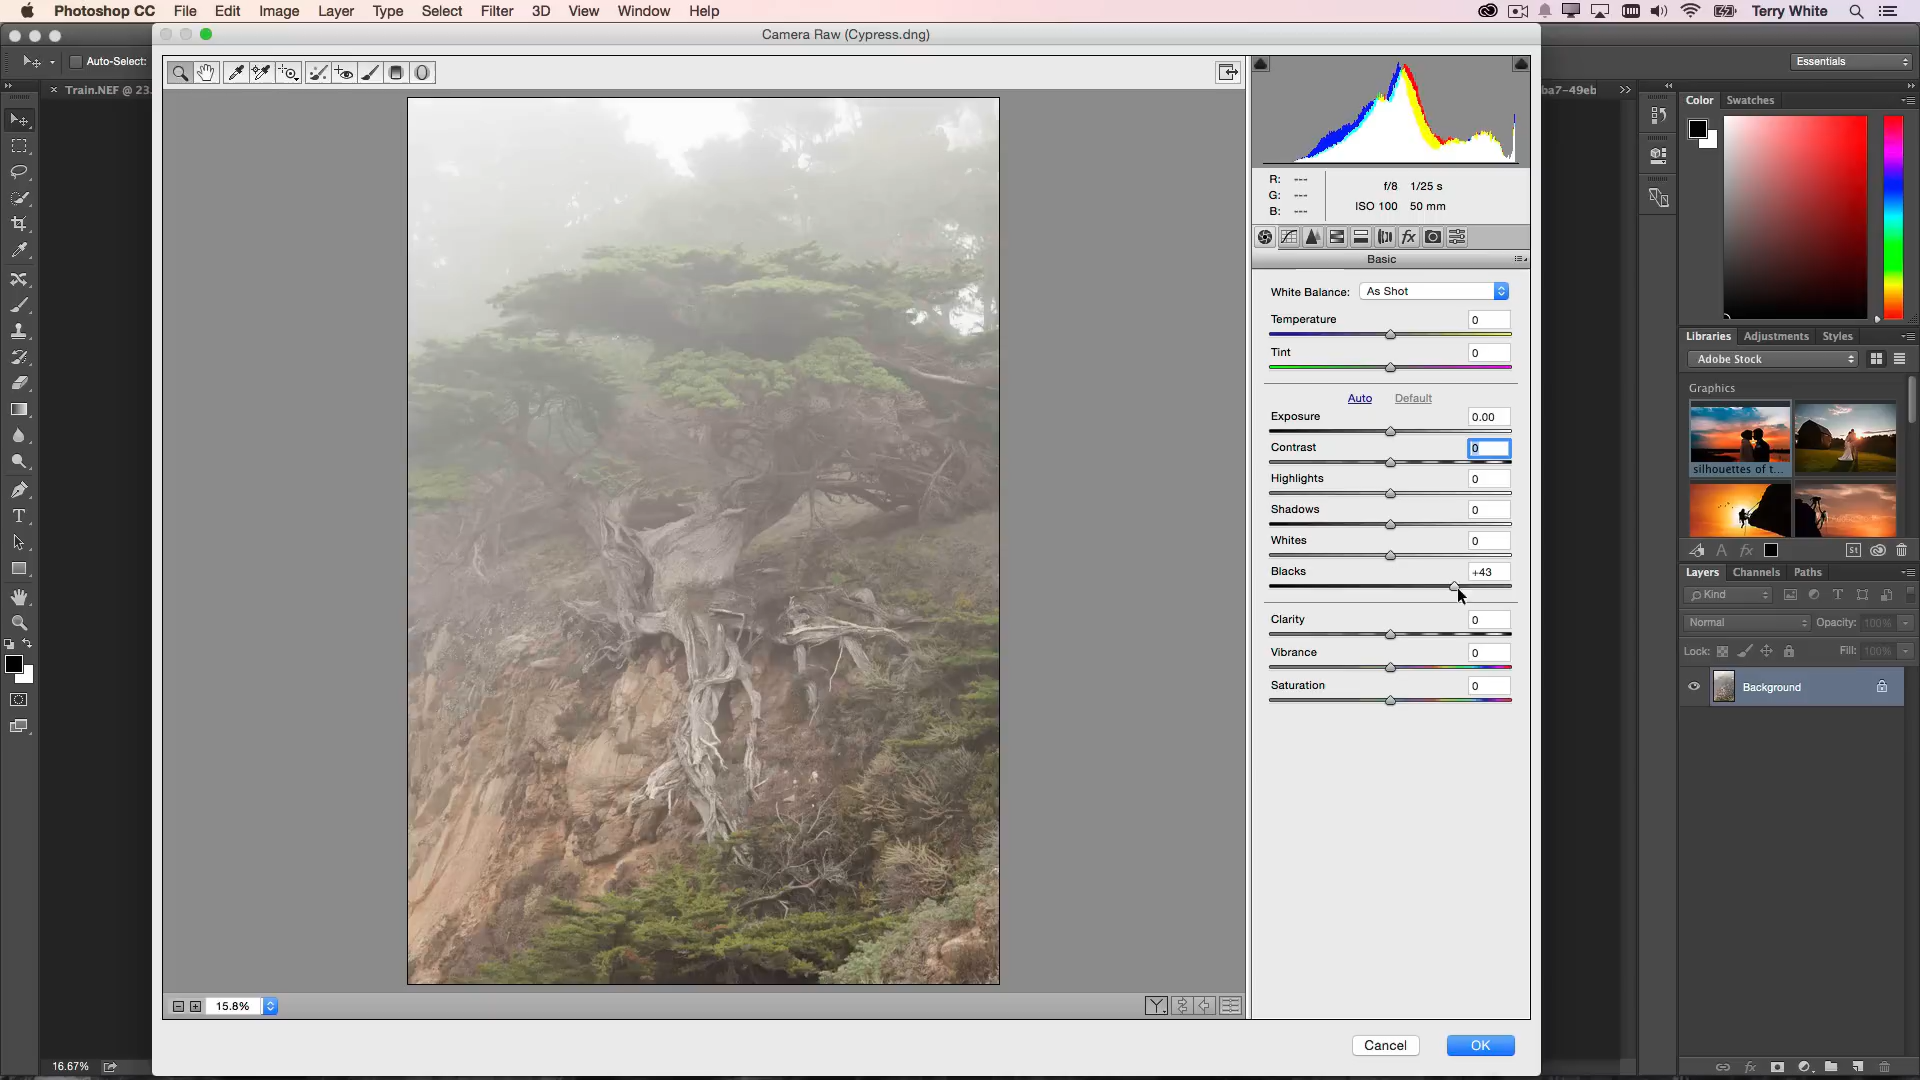 Photoshop CC File Edit Image Layer Type Select Filter 3D View Window Help Terry White
Camera Raw (Cypress.dng)
Auto-Select:
Essentials
× Train.NEF @ 23.
ba7-49eb
Color Swatches
R: ---
G: ---
B: ---
f/8 1/25 s
ISO 100 50 mm
fx
Basic
White Balance: As Shot
Temperature 0
Tint 0
Auto Default
Exposure 0.00
Contrast 0
Highlights 0
Shadows 0
Whites 0
Blacks +43
Clarity 0
Vibrance 0
Saturation 0
Libraries Adjustments Styles
Adobe Stock
Graphics
silhouettes of t...
A fx St
Layers Channels Paths
Kind T
Normal Opacity: 100%
Lock: Fill: 100%
Background
T
15.8%
Y
Cancel OK
16.67%
fx